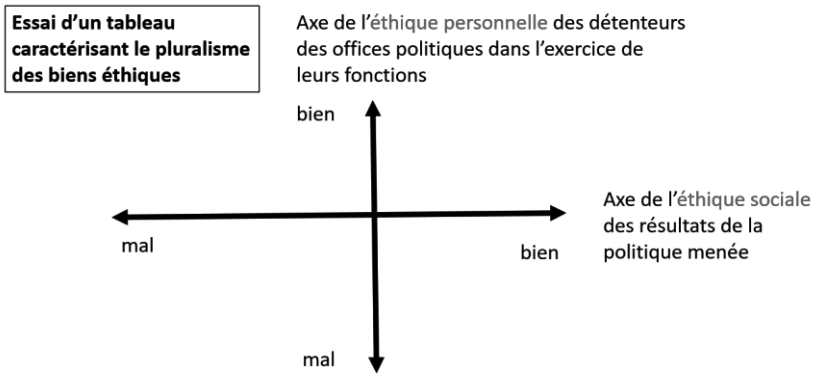 Essai d’un tableau
caractérisant le pluralisme
des biens éthiques
Axe de l’éthique personnelle des détenteurs
des offices politiques dans l’exercice de
leurs fonctions
bien
Axe de l’éthique sociale
des résultats de la
politique menée
mal
bien
mal